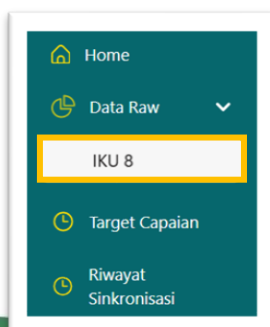 Home
Data Raw
IKU 8
Target Capaian
Riwayat
Sinkronisasi